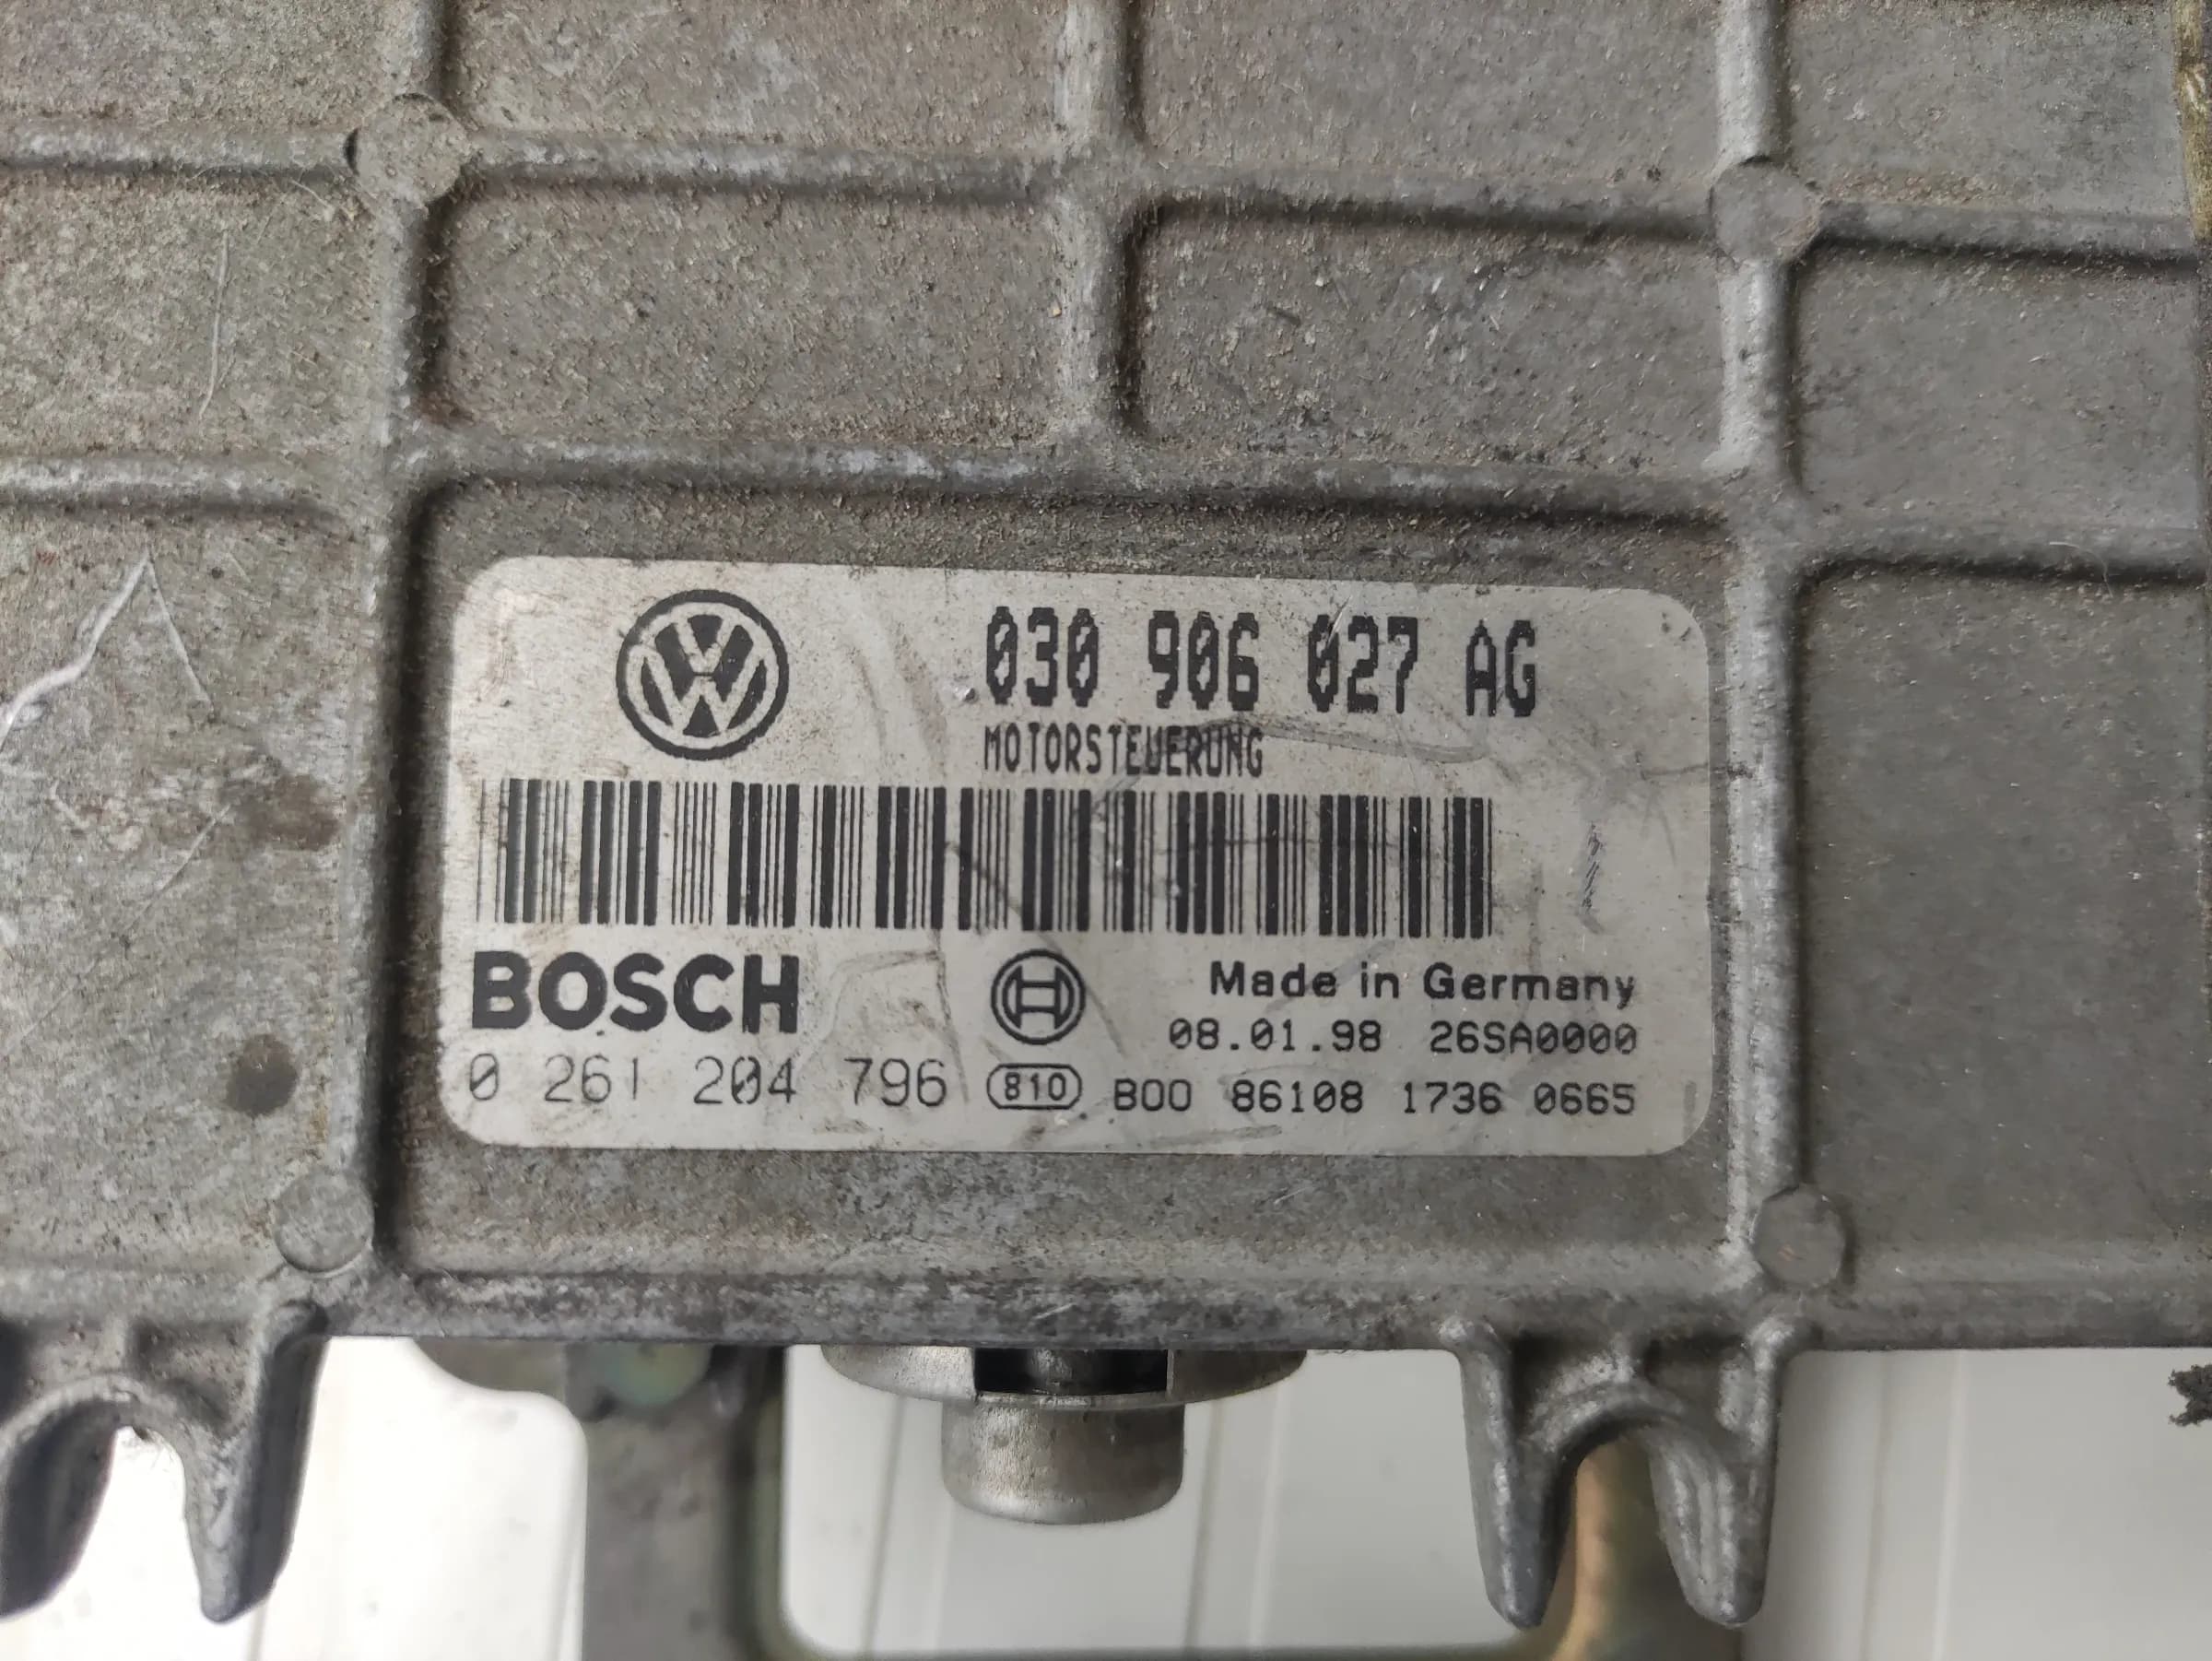 030 906 027 AG
MOTORSTEUERUNG
BOSCH
Made in Germany
08.01.98 26SA0000
0 261 204 796 810 B00 86108 1736 0665